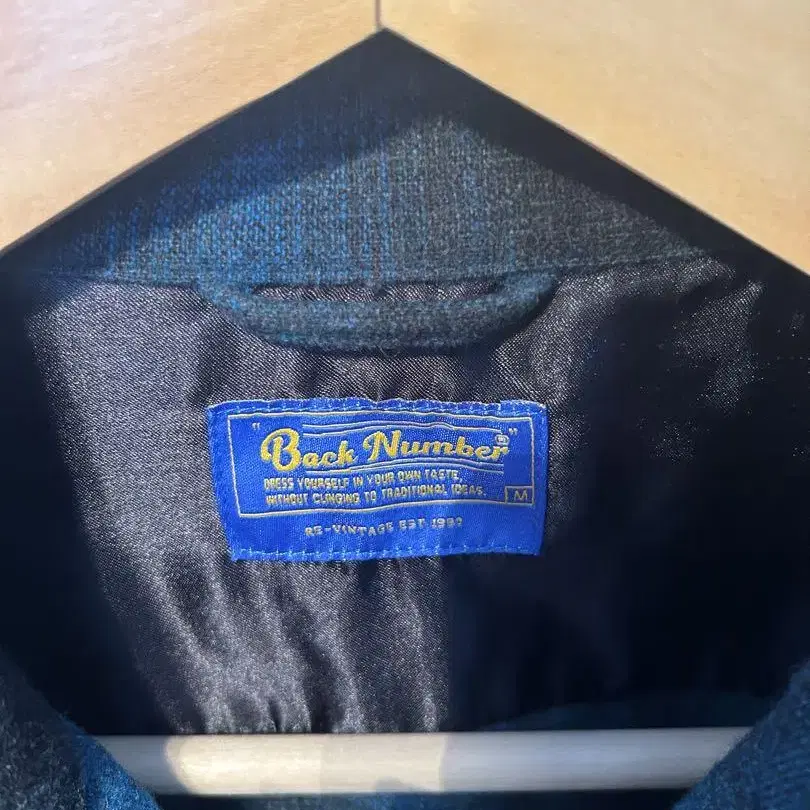 "Back Number®"
DRESS YOURSELF IN YOUR OWN TASTE,
WITHOUT CLINGING TO TRADITIONAL IDEAS.
M
RE-VINTAGE EST 1990